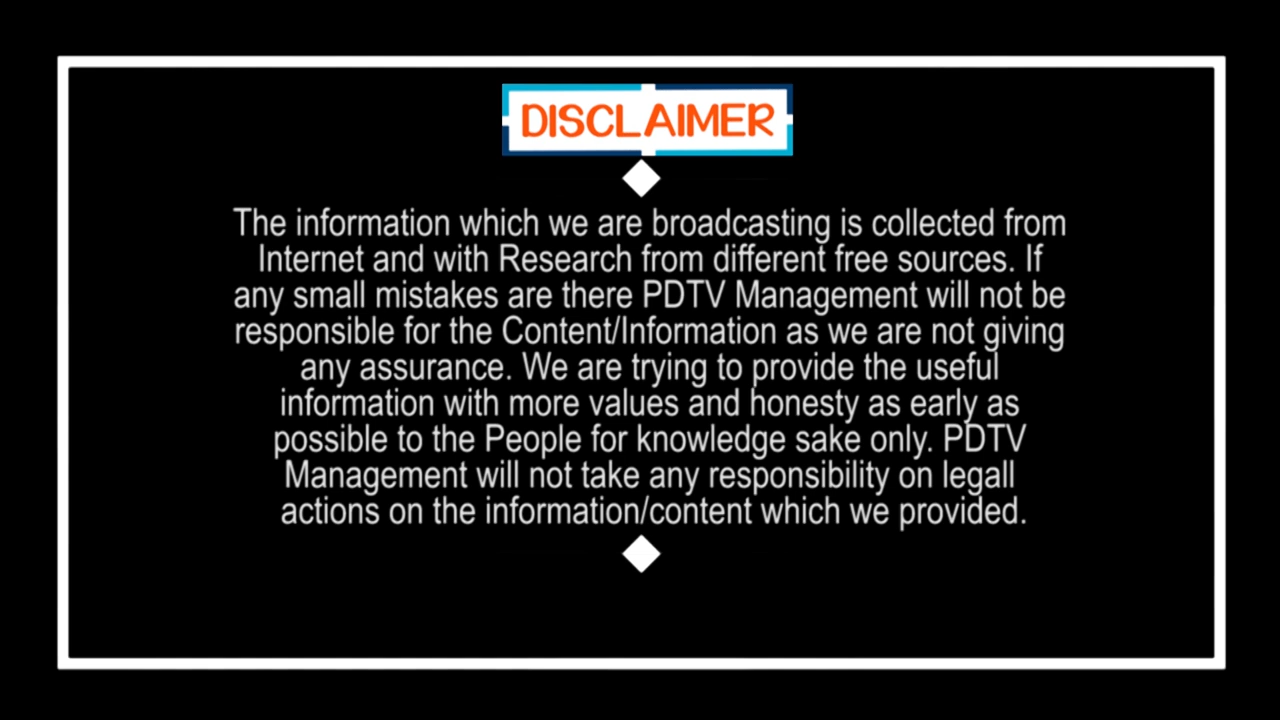 DISCLAIMER
The information which we are broadcasting is collected from
Internet and with Research from different free sources. If
any small mistakes are there PDTV Management will not be
responsible for the Content/Information as we are not giving
any assurance. We are trying to provide the useful
information with more values and honesty as early as
possible to the People for knowledge sake only. PDTV
Management will not take any responsibility on legall
actions on the information/content which we provided.